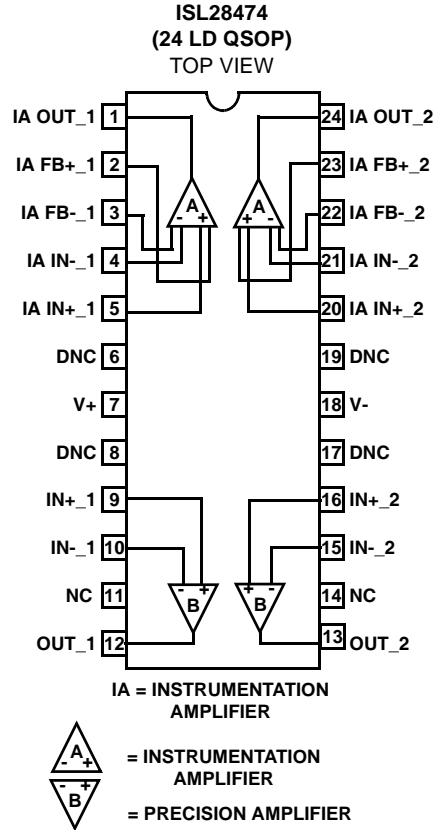 ISL28474
(24 LD QSOP)
TOP VIEW
IA OUT_1 1
24 IA OUT_2
IA FB+_1 2
23 IA FB+_2
IA FB-_1 3
22 IA FB-_2
IA IN-_1 4
21 IA IN-_2
IA IN+_1 5
20 IA IN+_2
A
- +
A
+ -
DNC 6
19 DNC
V+ 7
18 V-
DNC 8
17 DNC
IN+_1 9
16 IN+_2
IN-_1 10
15 IN-_2
NC 11
14 NC
OUT_1 12
13 OUT_2
- +
B
+ -
B
IA = INSTRUMENTATION
AMPLIFIER
A
- +
= INSTRUMENTATION
AMPLIFIER
- +
B
= PRECISION AMPLIFIER